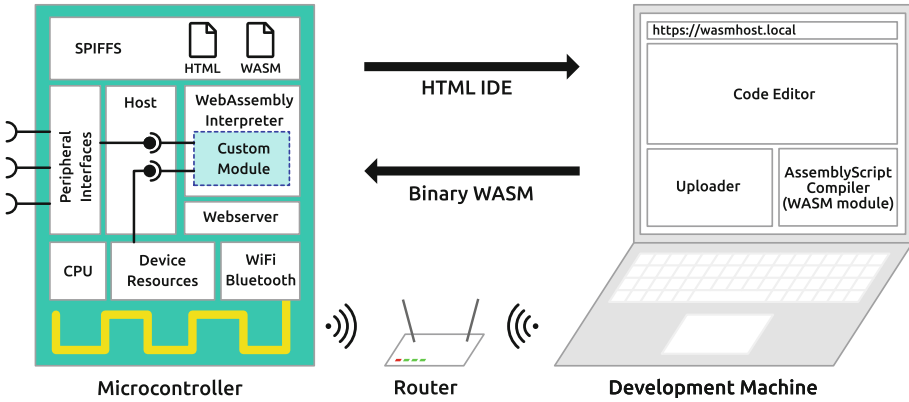 SPIFFS
HTML
WASM
Peripheral
Interfaces
Host
WebAssembly
Interpreter
Custom
Module
Webserver
CPU
Device
Resources
WiFi
Bluetooth
Microcontroller
HTML IDE
Binary WASM
Router
https://wasmhost.local
Code Editor
Uploader
AssemblyScript
Compiler
(WASM module)
Development Machine